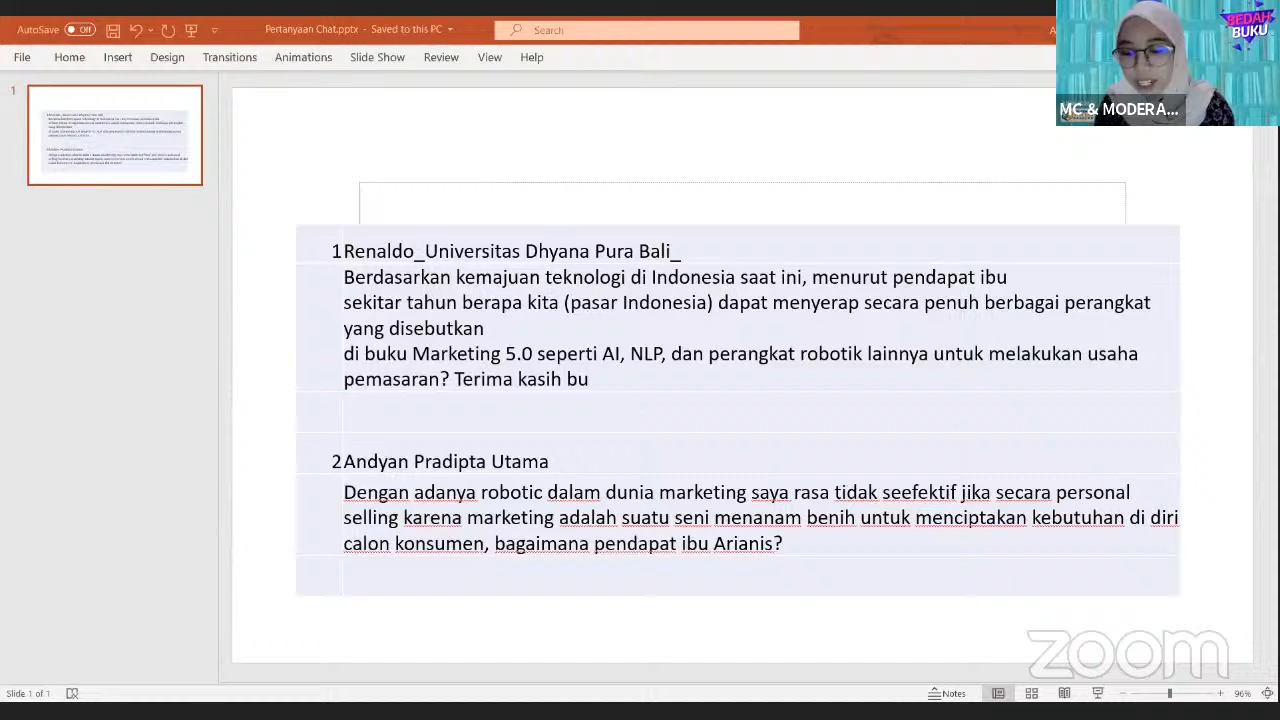 AutoSave Off Pertanyaan Chat.pptx - Saved to this PC Search
BEDAH
BUKU
File Home Insert Design Transitions Animations Slide Show Review View Help
MC & MODERA...
1
1 Renaldo_Universitas Dhyana Pura Bali_
Berdasarkan kemajuan teknologi di Indonesia saat ini, menurut pendapat ibu
sekitar tahun berapa kita (pasar Indonesia) dapat menyerap secara penuh berbagai perangkat
yang disebutkan
di buku Marketing 5.0 seperti AI, NLP, dan perangkat robotik lainnya untuk melakukan usaha
pemasaran? Terima kasih bu
2 Andyan Pradipta Utama
Dengan adanya robotic dalam dunia marketing saya rasa tidak seefektif jika secara personal
selling karena marketing adalah suatu seni menanam benih untuk menciptakan kebutuhan di diri
calon konsumen, bagaimana pendapat ibu Arianis?
zoom
Slide 1 of 1 Notes 96%